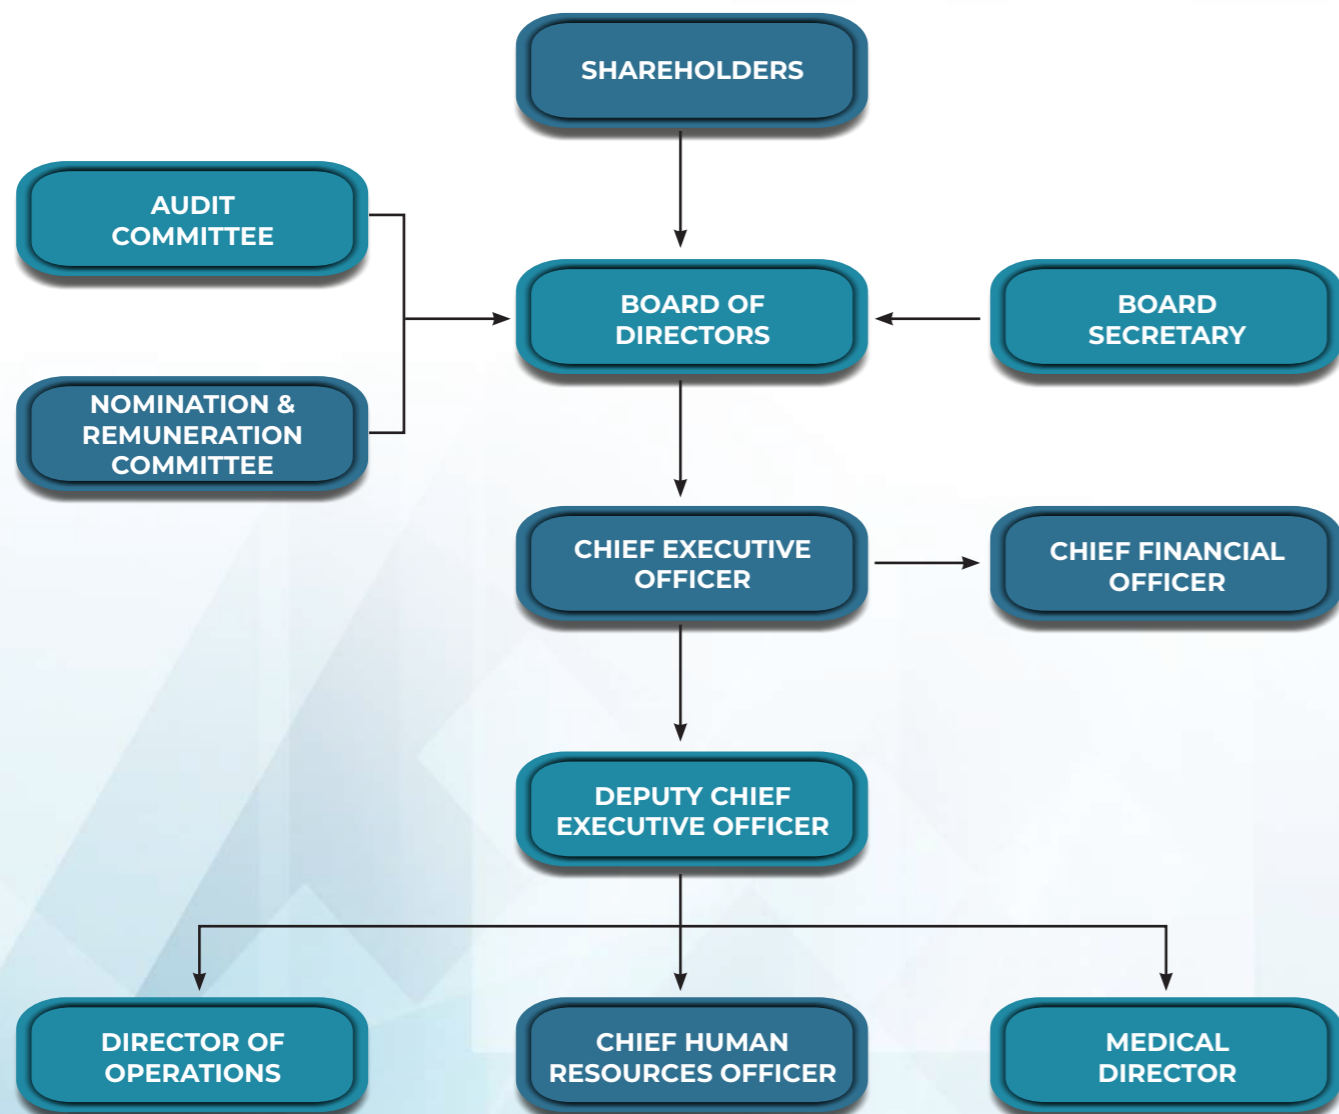 SHAREHOLDERS
AUDIT
COMMITTEE
BOARD OF
DIRECTORS
BOARD
SECRETARY
NOMINATION &
REMUNERATION
COMMITTEE
CHIEF EXECUTIVE
OFFICER
CHIEF FINANCIAL
OFFICER
DEPUTY CHIEF
EXECUTIVE OFFICER
DIRECTOR OF
OPERATIONS
CHIEF HUMAN
RESOURCES OFFICER
MEDICAL
DIRECTOR